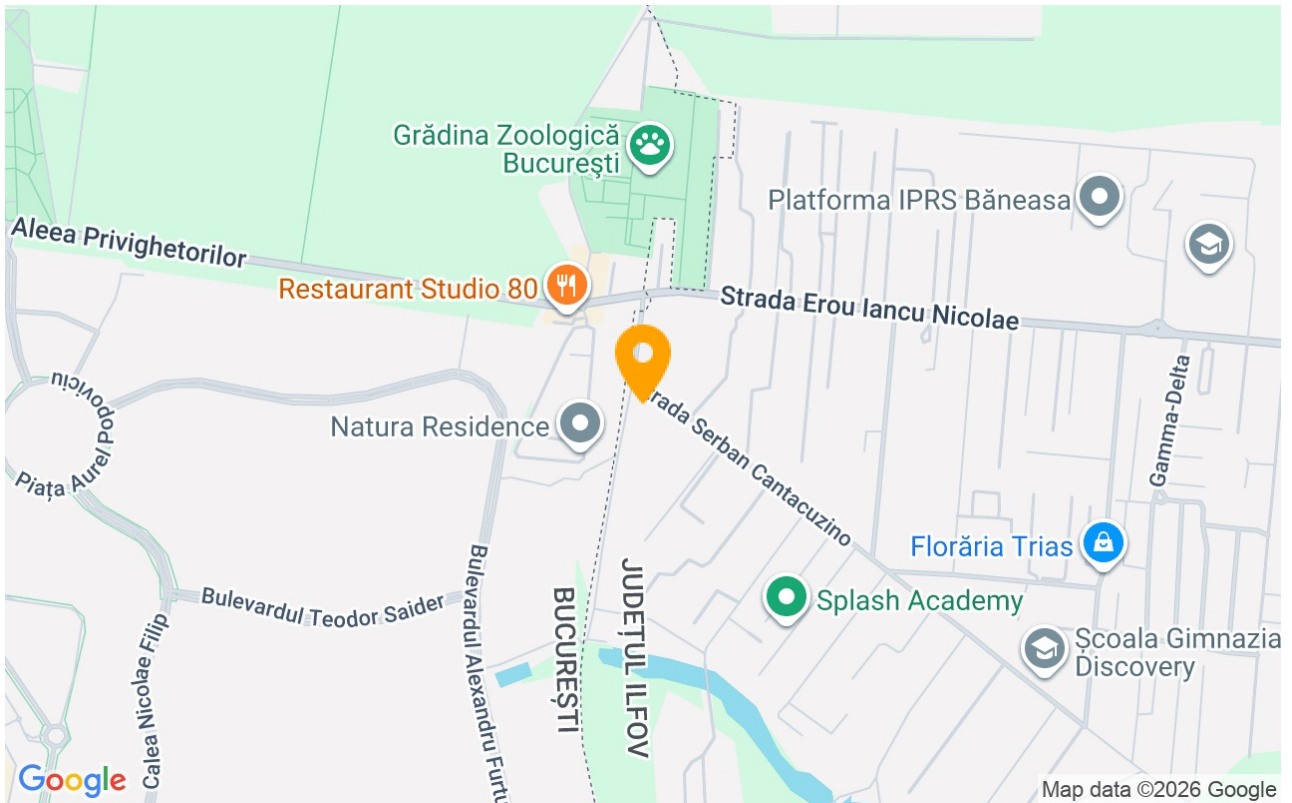 Grădina Zoologică
Bucureşti
Platforma IPRS Băneasa
Aleea Privighetorilor
Restaurant Studio 80
Strada Erou Iancu Nicolae
Piața Aurel Popoviciu
Natura Residence
Strada Serban Cantacuzino
Gamma-Delta
Florăria Trias
Bulevardul Teodor Saider
Calea Nicolae Filip
Bulevardul Alexandru Furtu
BUCUREȘTI
JUDEȚUL ILFOV
Splash Academy
Școala Gimnazia
Discovery
Google
Map data ©2026 Google